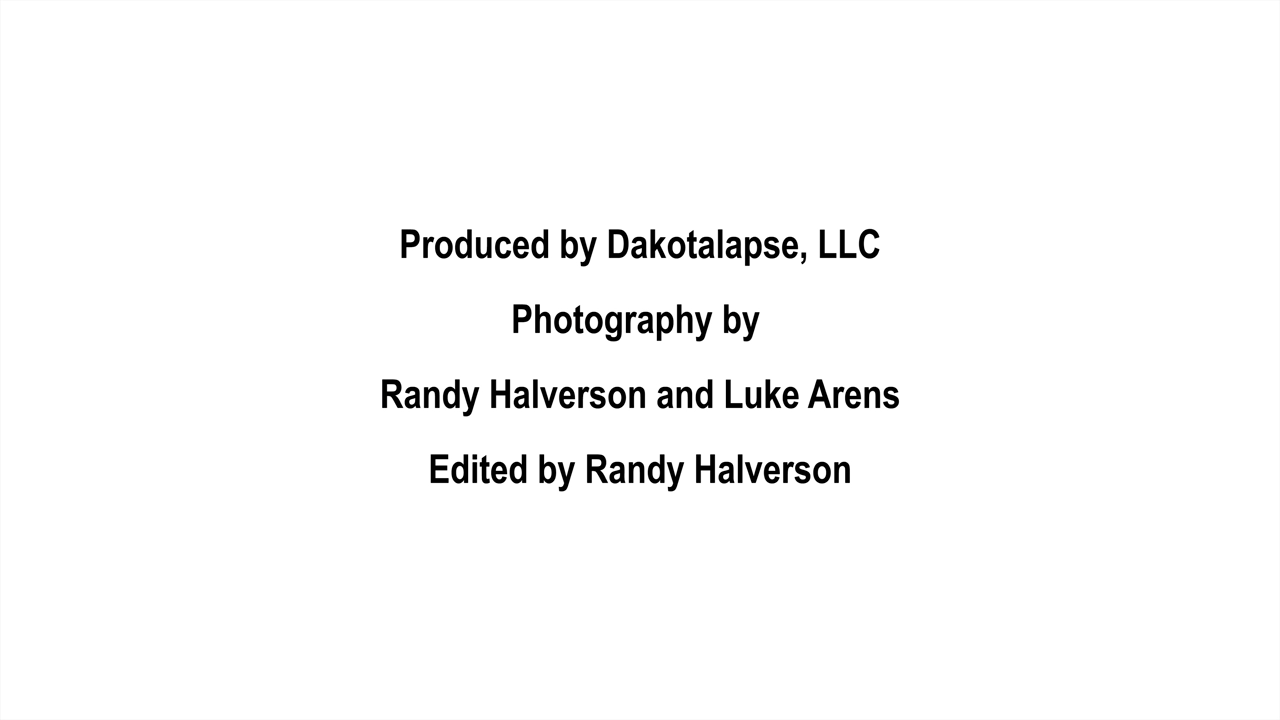 Produced by Dakotalapse, LLC
Photography by
Randy Halverson and Luke Arens
Edited by Randy Halverson